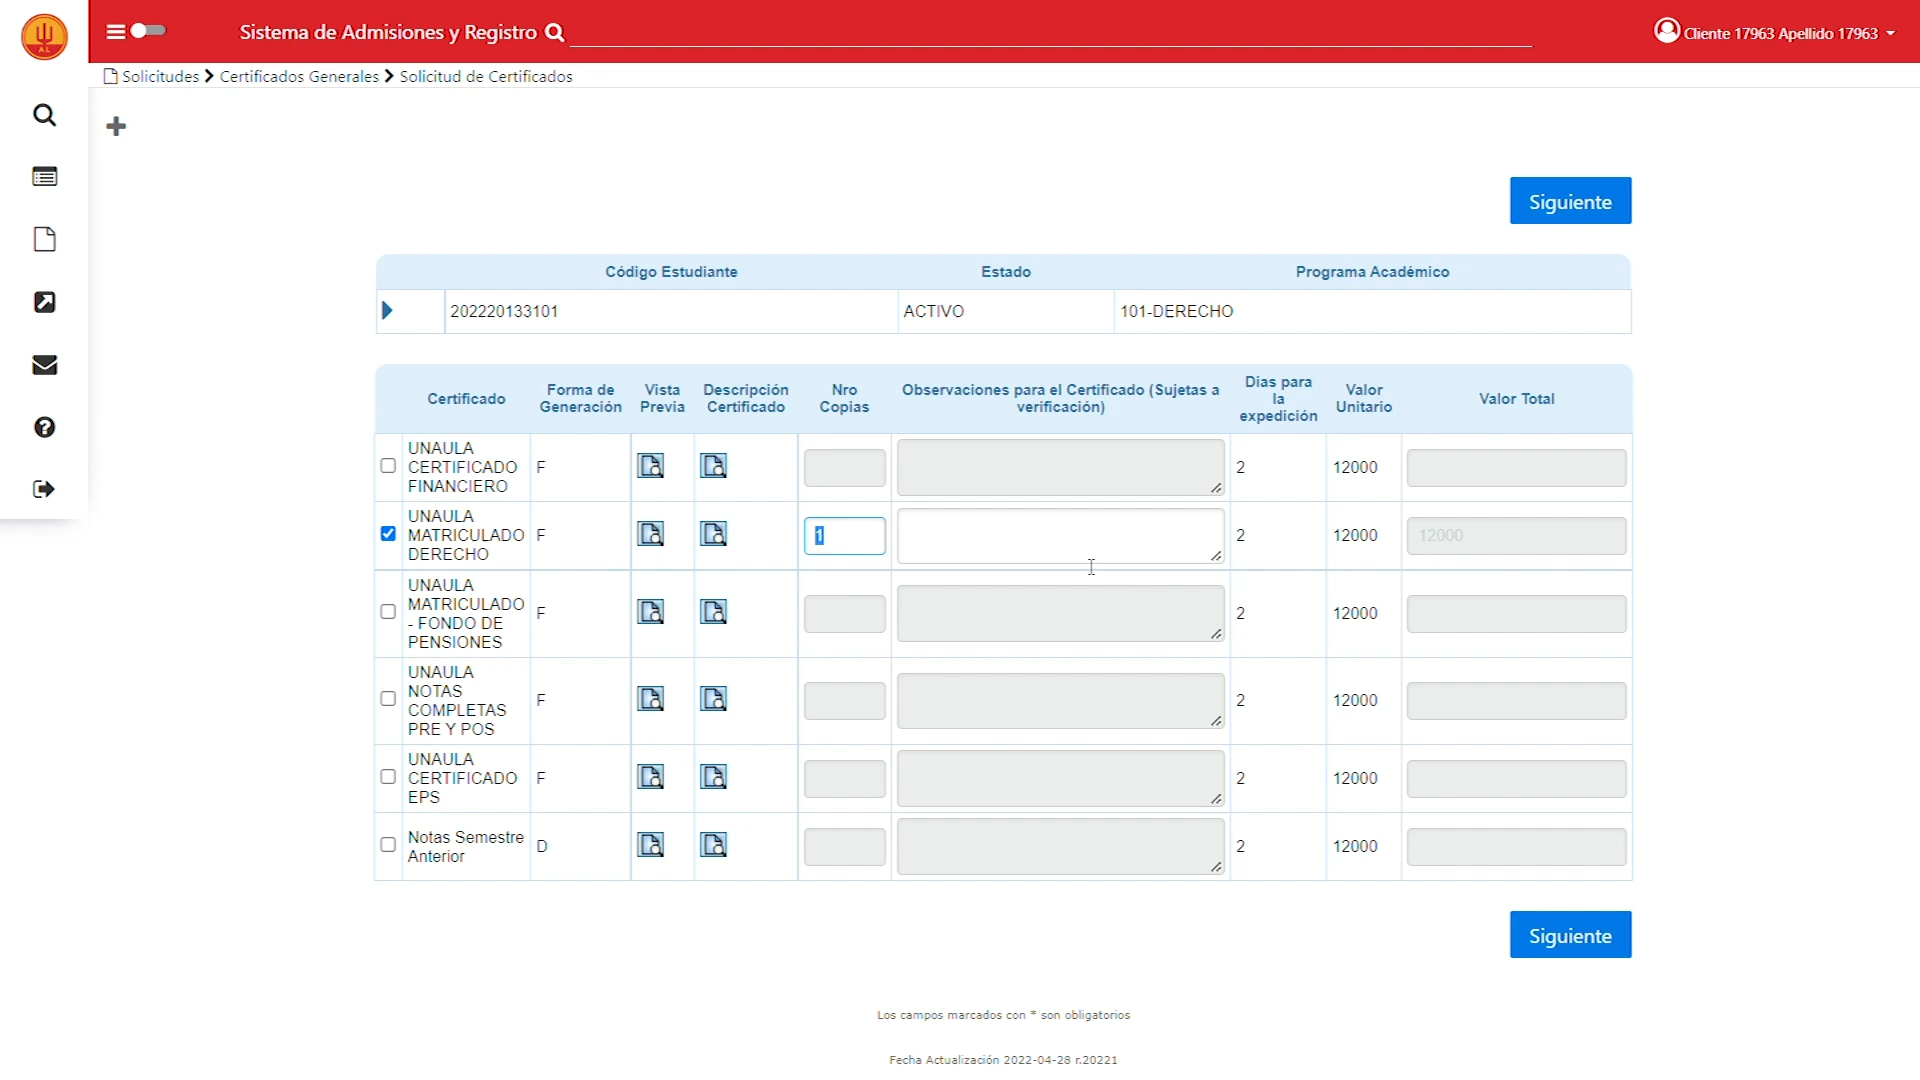 Sistema de Admisiones y Registro
Cliente 17963 Apellido 17963
AL
Solicitudes > Certificados Generales > Solicitud de Certificados
Siguiente
Código Estudiante Estado Programa Académico
202220133101 ACTIVO 101-DERECHO
Certificado
Forma de
Generación
Vista
Previa
Descripción
Certificado
Nro
Copias
Observaciones para el Certificado (Sujetas a
verificación)
Dias para
la
expedición
Valor
Unitario
Valor Total
UNAULA
CERTIFICADO
FINANCIERO
F 2 12000
UNAULA
MATRICULADO
DERECHO
F 1 2 12000 12000
UNAULA
MATRICULADO
- FONDO DE
PENSIONES
F 2 12000
UNAULA
NOTAS
COMPLETAS
PRE Y POS
F 2 12000
UNAULA
CERTIFICADO
EPS
F 2 12000
Notas Semestre
Anterior
D 2 12000
Siguiente
Los campos marcados con * son obligatorios
Fecha Actualización 2022-04-28 r.20221